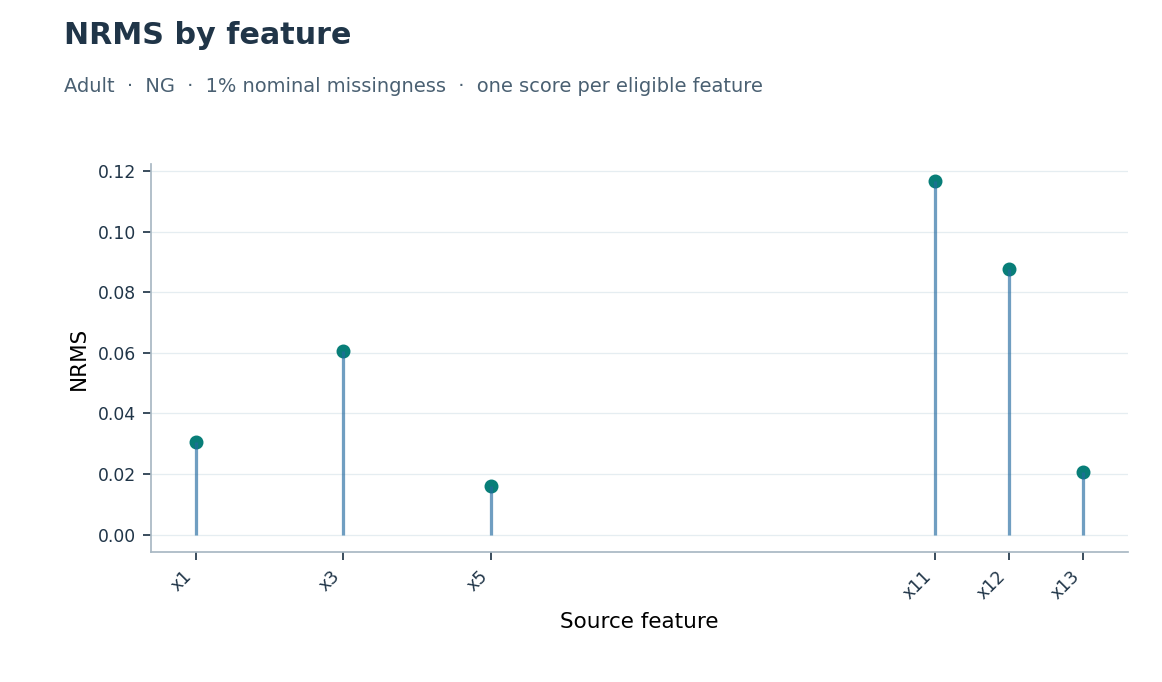 NRMS by feature
Adult · NG · 1% nominal missingness · one score per eligible feature
0.12
0.10
0.08
0.06
0.04
0.02
0.00
NRMS
x1
x3
x5
x11
x12
x13
Source feature